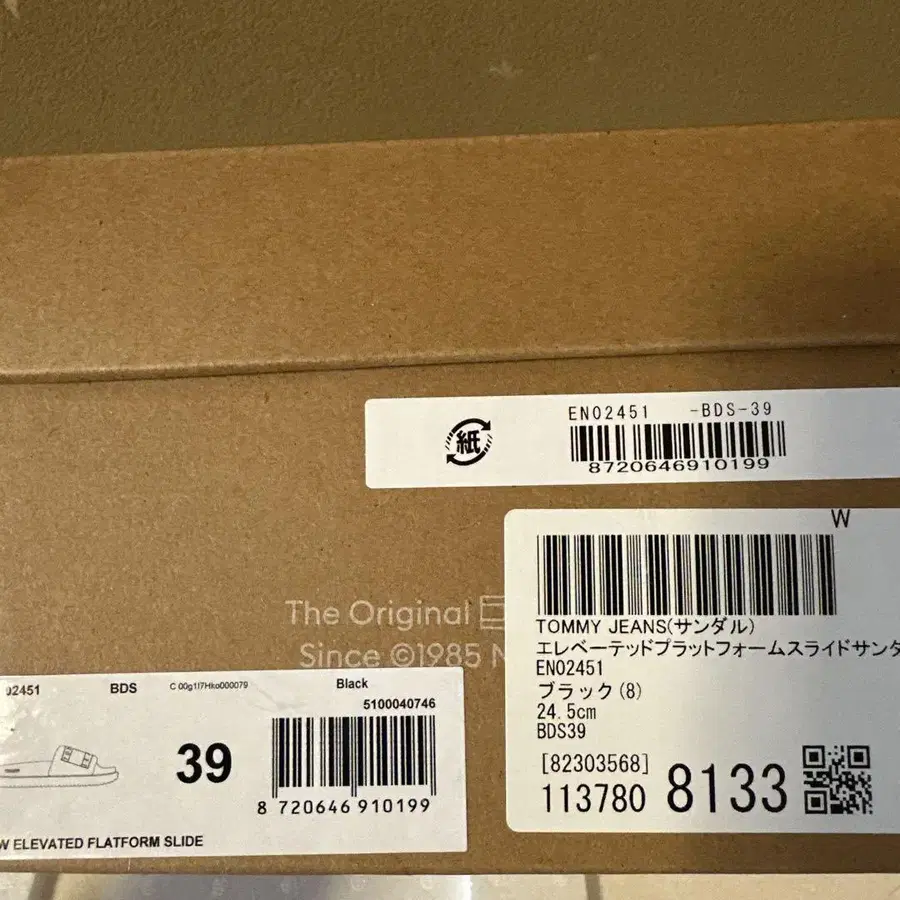 紙
EN02451 -BDS-39
8720646910199
W
TOMMY JEANS(サンダル)
エレベーテッドプラットフォームスライドサンダ
EN02451
ブラック(8)
24.5cm
BDS39
[82303568]
113780 8133
The Original
Since ©1985 N
02451 BDS C 00g1I7Hko000079 Black
5100040746
39
8 720646 910199
W ELEVATED FLATFORM SLIDE